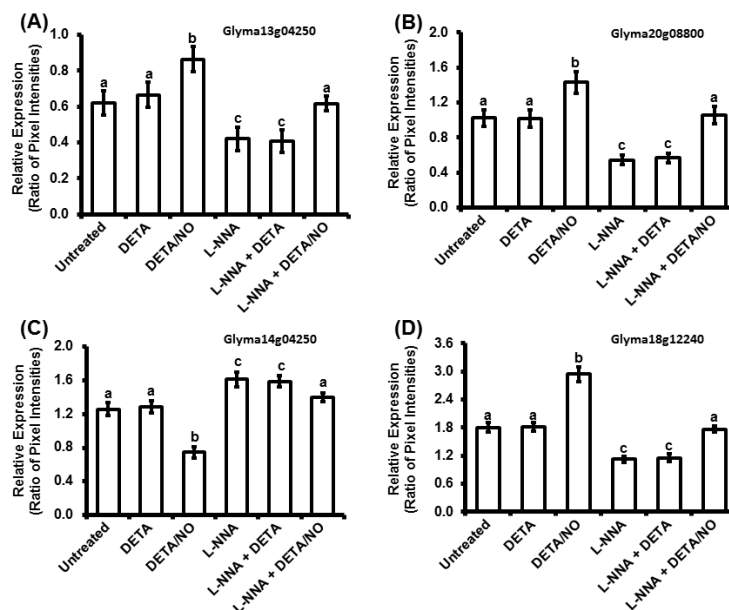 (A)
Glyma13g04250
Relative Expression
(Ratio of Pixel Intensities)
1.0
0.8
0.6
0.4
0.2
0.0
a
a
b
c
c
a
Untreated
DETA
DETA/NO
L-NNA
L-NNA + DETA
L-NNA + DETA/NO
(B)
Glyma20g08800
Relative Expression
(Ratio of Pixel Intensities)
2.0
1.6
1.2
0.8
0.4
0.0
a
a
b
c
c
a
Untreated
DETA
DETA/NO
L-NNA
L-NNA + DETA
L-NNA + DETA/NO
(C)
Glyma14g04250
Relative Expression
(Ratio of Pixel Intensities)
2.0
1.6
1.2
0.8
0.4
0.0
a
a
b
c
c
a
Untreated
DETA
DETA/NO
L-NNA
L-NNA + DETA
L-NNA + DETA/NO
(D)
Glyma18g12240
Relative Expression
(Ratio of Pixel Intensities)
3.6
3.0
2.4
1.8
1.2
0.6
0.0
a
a
b
c
c
a
Untreated
DETA
DETA/NO
L-NNA
L-NNA + DETA
L-NNA + DETA/NO